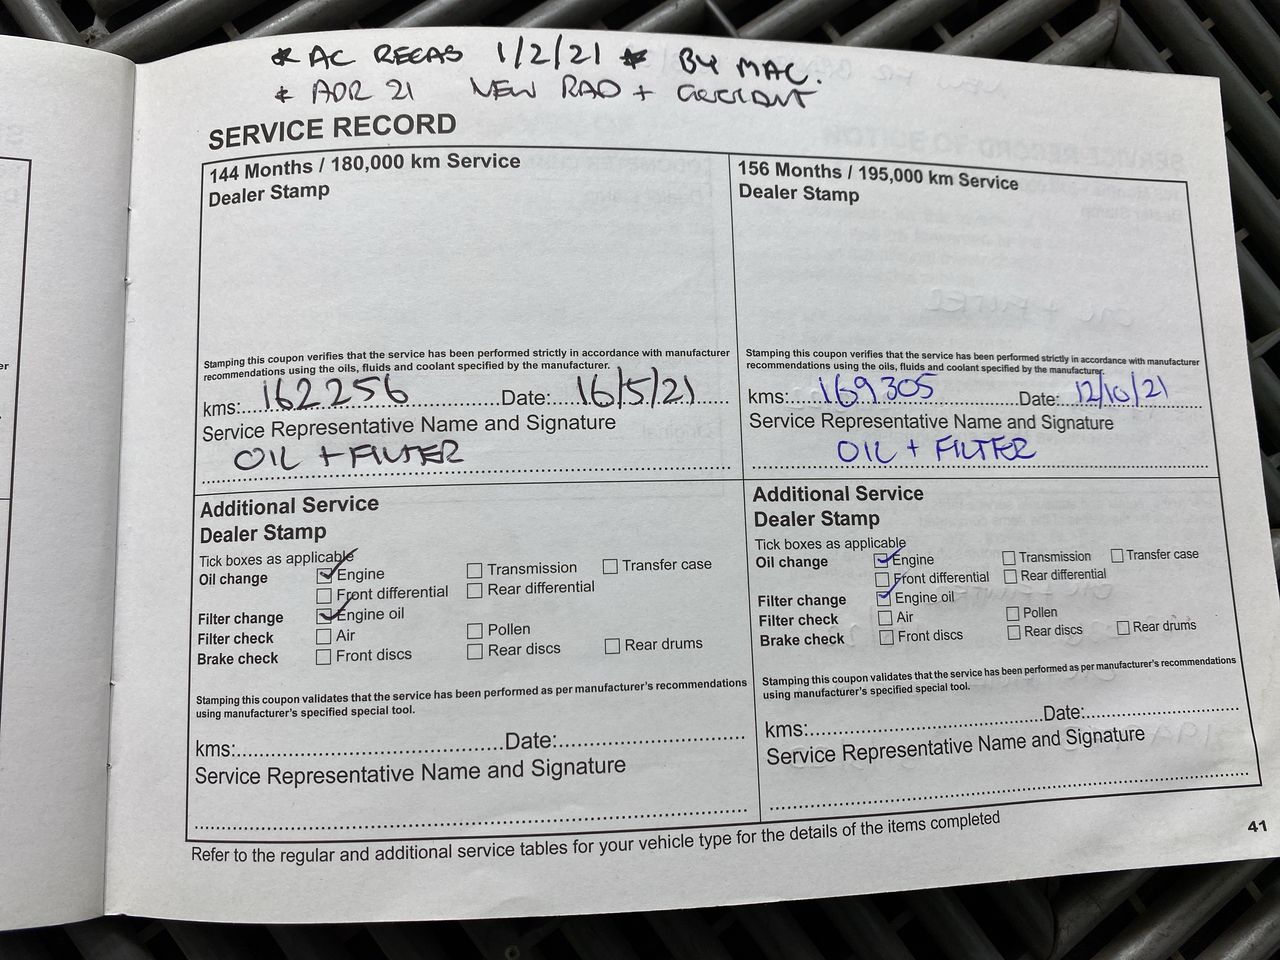 * AC REGAS 1/2/21 * BY MAC.
* APR 21 NEW RAD + COOLANT
SERVICE RECORD
144 Months / 180,000 km Service
Dealer Stamp
Stamping this coupon verifies that the service has been performed strictly in accordance with manufacturer
recommendations using the oils, fluids and coolant specified by the manufacturer.
kms: 162256 Date: 16/5/21
Service Representative Name and Signature
OIL + FILTER
Additional Service
Dealer Stamp
Tick boxes as applicable
Oil change Engine Transmission Transfer case
Front differential Rear differential
Filter change Engine oil
Filter check Air Pollen
Brake check Front discs Rear discs Rear drums
Stamping this coupon validates that the service has been performed as per manufacturer's recommendations
using manufacturer's specified special tool.
kms: Date:
Service Representative Name and Signature
156 Months / 195,000 km Service
Dealer Stamp
Stamping this coupon verifies that the service has been performed strictly in accordance with manufacturer
recommendations using the oils, fluids and coolant specified by the manufacturer.
kms: 169305 Date: 12/10/21
Service Representative Name and Signature
OIL + FILTER
Additional Service
Dealer Stamp
Tick boxes as applicable
Oil change Engine Transmission Transfer case
Front differential Rear differential
Filter change Engine oil
Filter check Air Pollen
Brake check Front discs Rear discs Rear drums
Stamping this coupon validates that the service has been performed as per manufacturer's recommendations
using manufacturer's specified special tool.
kms: Date:
Service Representative Name and Signature
Refer to the regular and additional service tables for your vehicle type for the details of the items completed
41